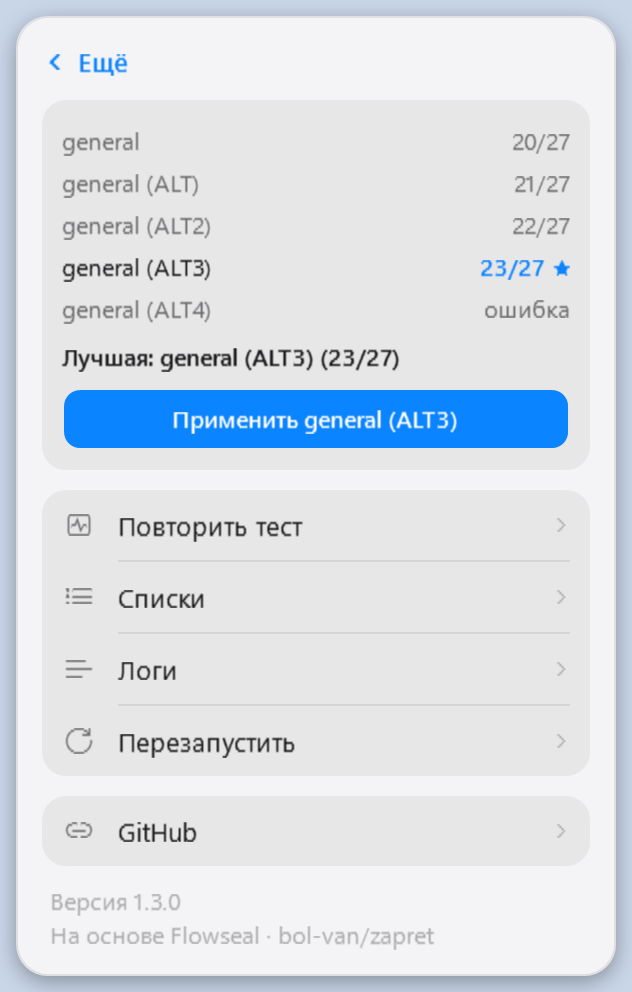 Ещё
general 20/27
general (ALT) 21/27
general (ALT2) 22/27
general (ALT3) 23/27 ★
general (ALT4) ошибка
Лучшая: general (ALT3) (23/27)
Применить general (ALT3)
Повторить тест
Списки
Логи
Перезапустить
GitHub
Версия 1.3.0
На основе Flowseal · bol-van/zapret